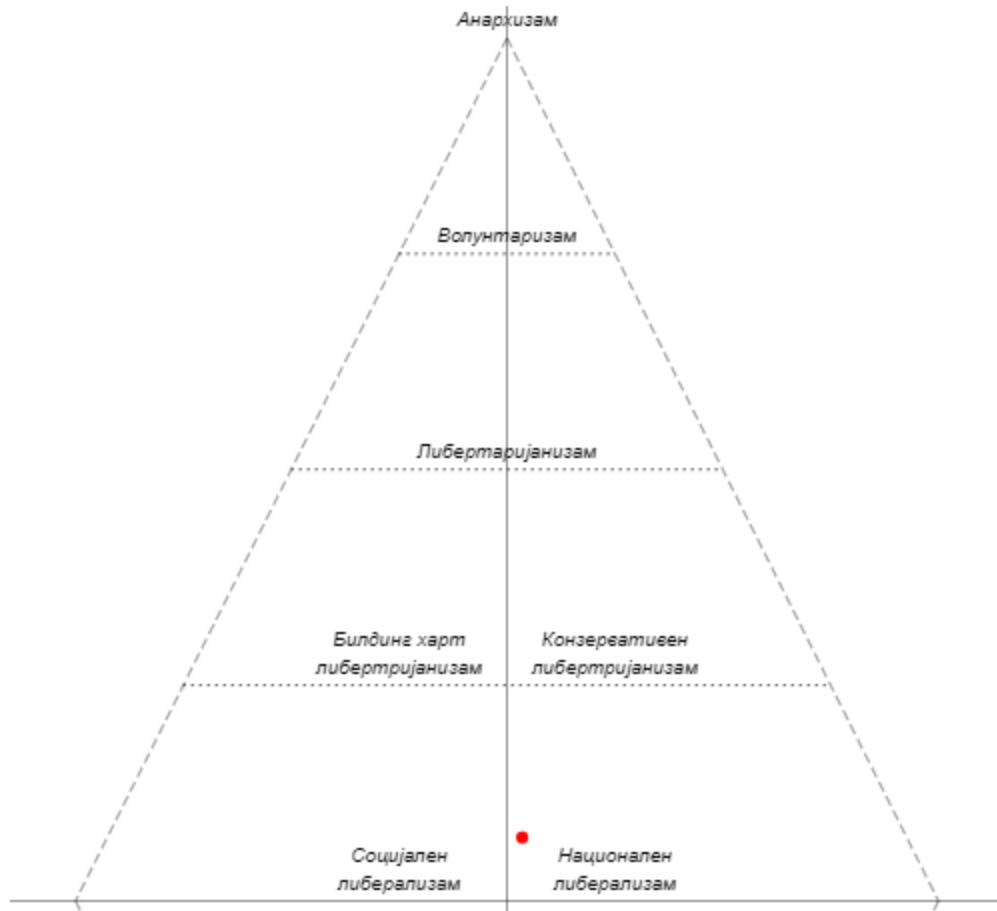 Анархизам
Волунтаризам
Либертаријанизам
Билдинг харт
либертријанизам
Конзервативен
либертријанизам
Социјален
либерализам
Национален
либерализам